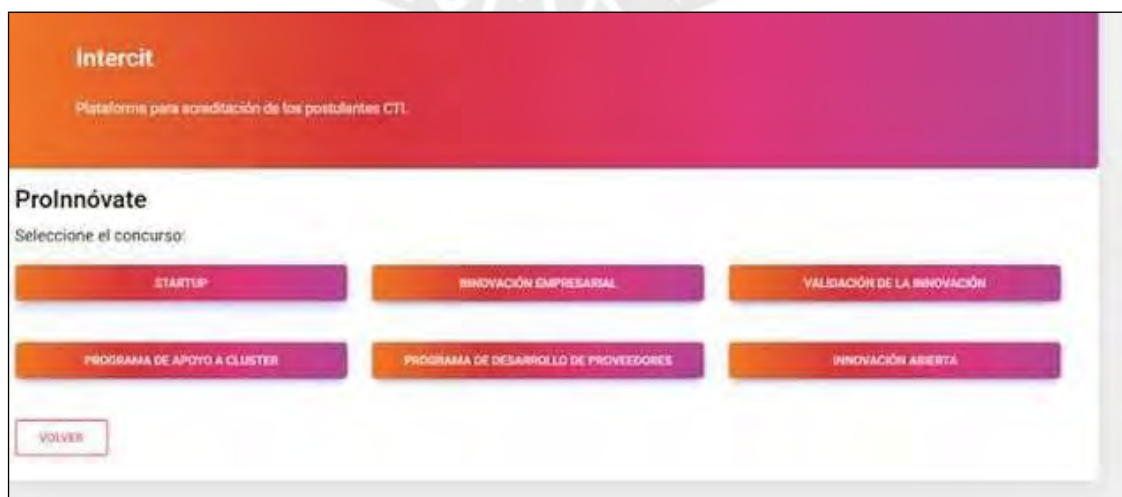 Intercit
Plataforma para acreditación de los postulantes CTI.
ProInnóvate
Seleccione el concurso:
STARTUP
INNOVACIÓN EMPRESARIAL
VALIDACIÓN DE LA INNOVACIÓN
PROGRAMA DE APOYO A CLUSTER
PROGRAMA DE DESARROLLO DE PROVEEDORES
INNOVACIÓN ABIERTA
VOLVER